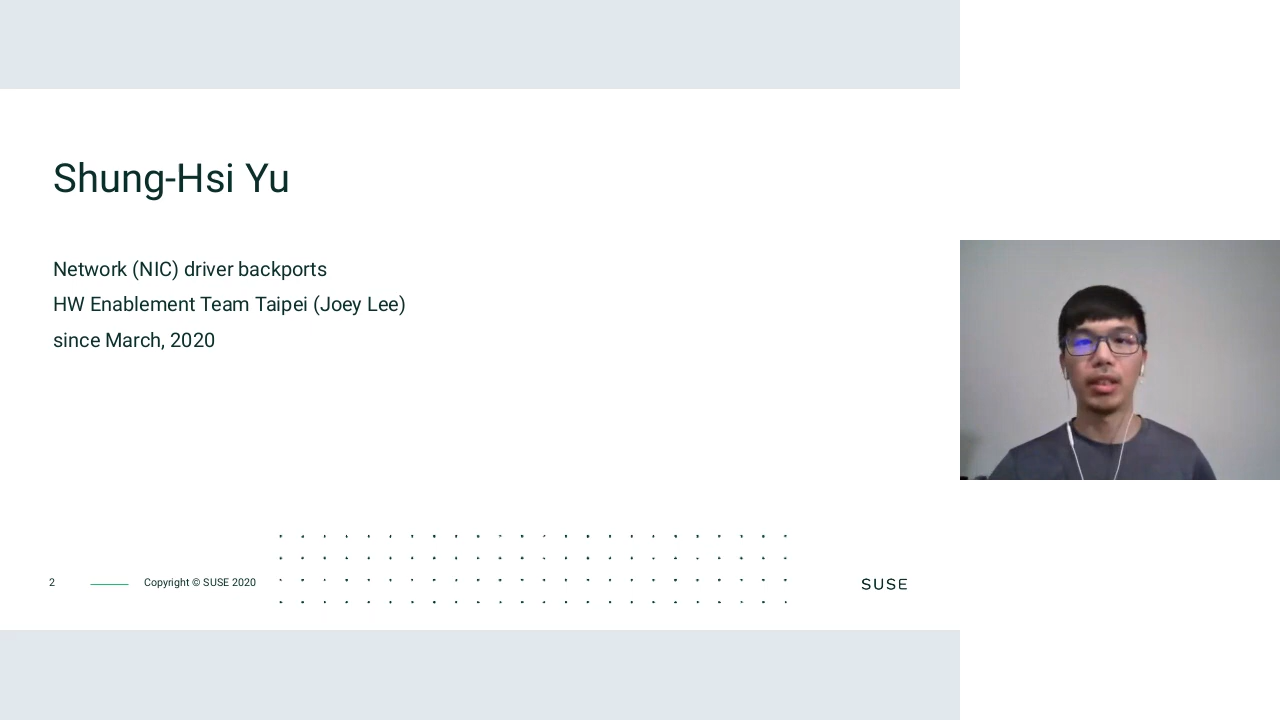 Shung-Hsi Yu
Network (NIC) driver backports
HW Enablement Team Taipei (Joey Lee)
since March, 2020
2
Copyright © SUSE 2020
SUSE